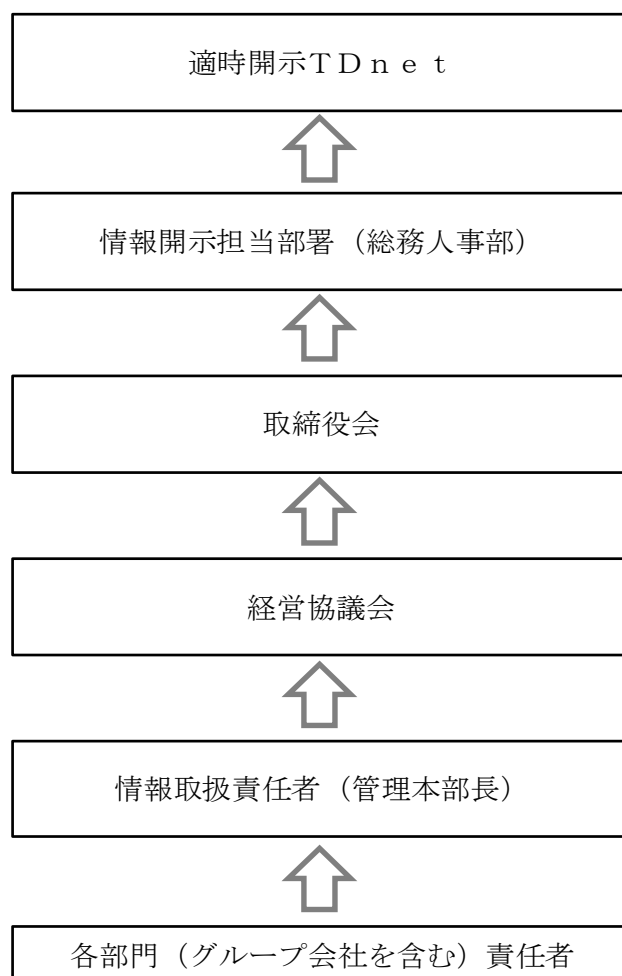 適時開示ＴＤｎｅｔ
情報開示担当部署（総務人事部）
取締役会
経営協議会
情報取扱責任者（管理本部長）
各部門（グループ会社を含む）責任者